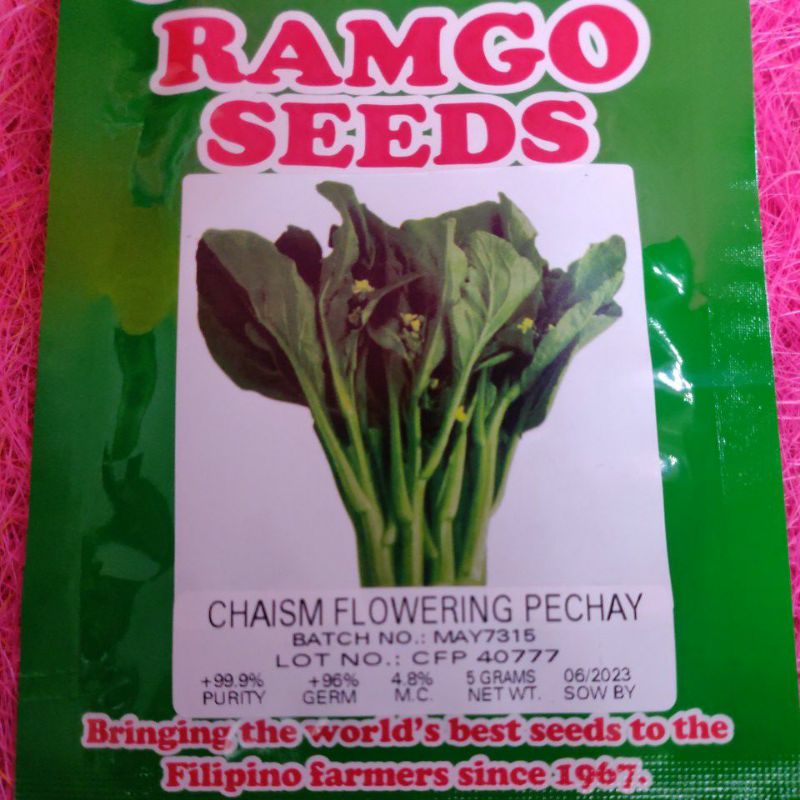 RAMGO
SEEDS
CHAISM FLOWERING PECHAY
BATCH NO.: MAY7315
LOT NO.: CFP 40777
+99.9% +96% 4.8% 5 GRAMS 06/2023
PURITY GERM M.C. NET WT. SOW BY
Bringing the world's best seeds to the
Filipino farmers since 1967.